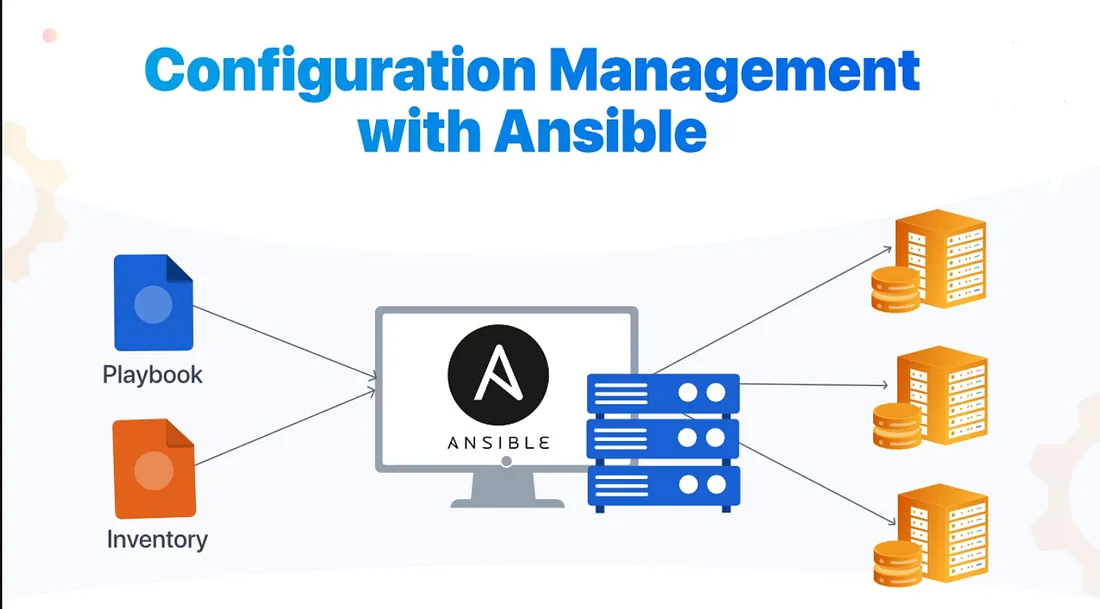 Configuration Management
with Ansible
Playbook
ANSIBLE
Inventory